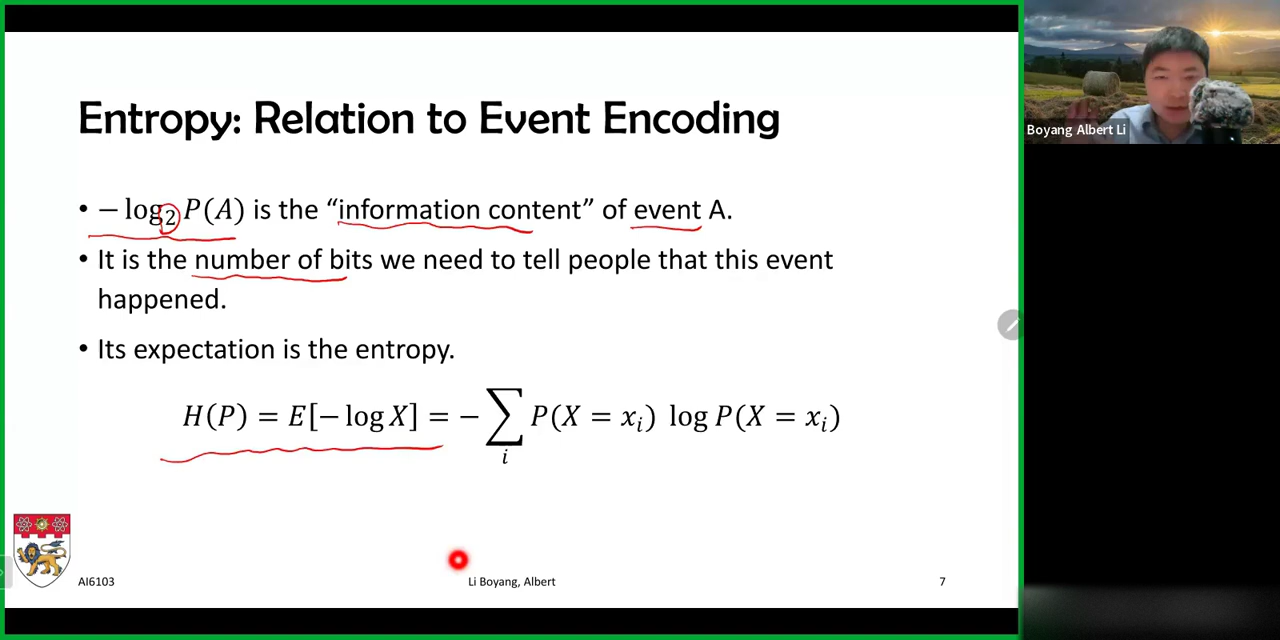 Entropy: Relation to Event Encoding
Boyang Albert Li
• − log₂ P(A) is the “information content” of event A.
• It is the number of bits we need to tell people that this event
happened.
• Its expectation is the entropy.
H(P) = E[− log X] = − ∑ᵢ P(X = xᵢ) log P(X = xᵢ)
AI6103
Li Boyang, Albert
7